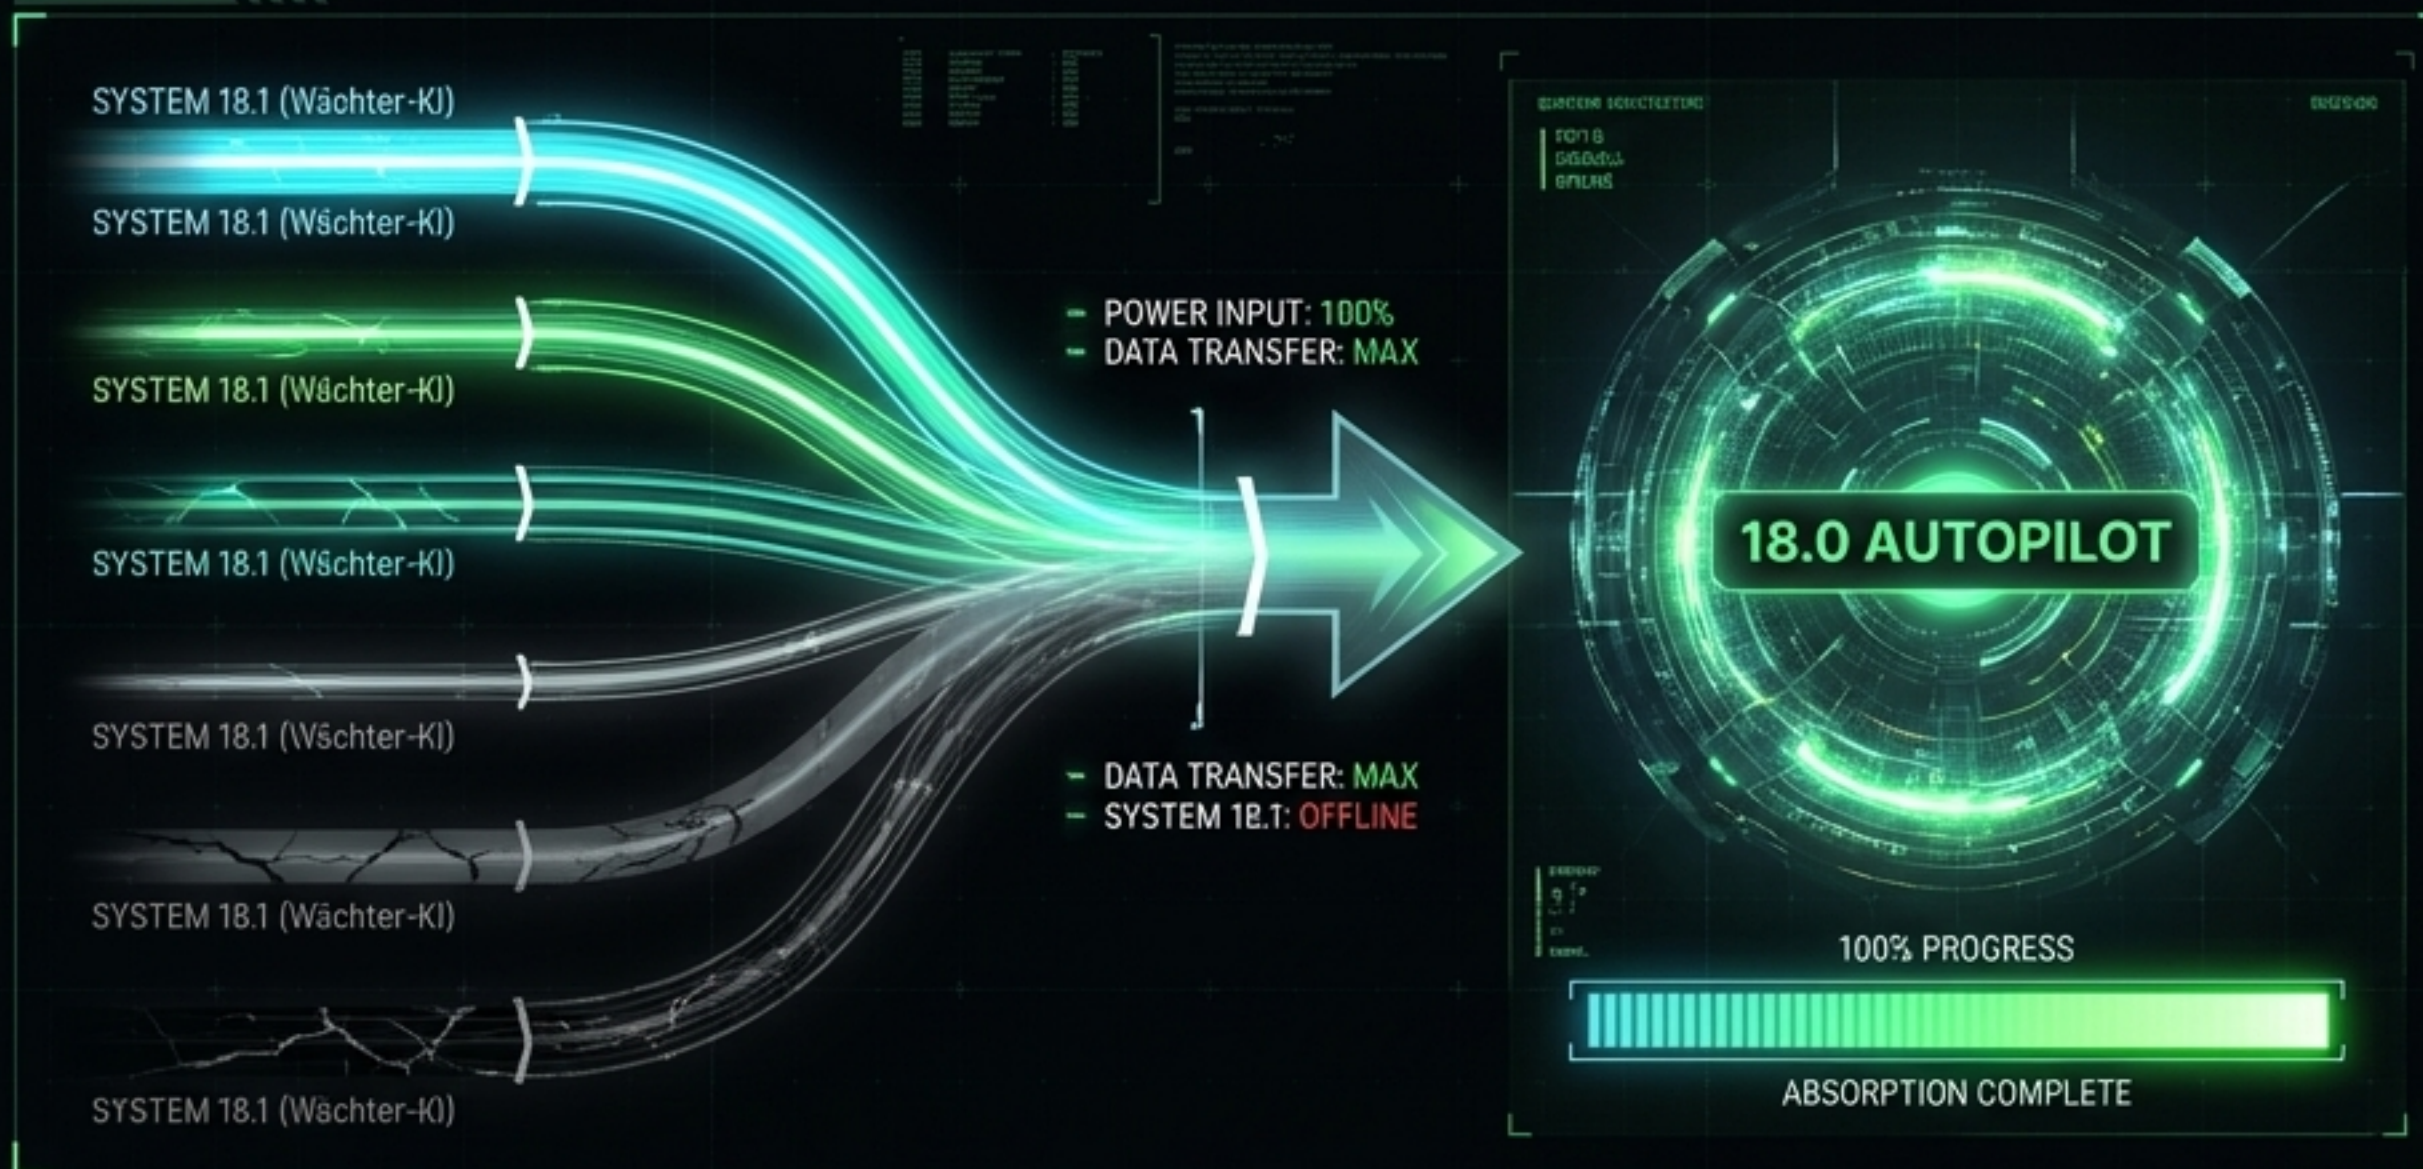 SYSTEM 18.1 (Wächter-KI)
SYSTEM 18.1 (Wächter-KI)
SYSTEM 18.1 (Wächter-KI)
SYSTEM 18.1 (Wächter-KI)
SYSTEM 18.1 (Wächter-KI)
SYSTEM 18.1 (Wächter-KI)
SYSTEM 18.1 (Wächter-KI)
POWER INPUT: 100%
DATA TRANSFER: MAX
DATA TRANSFER: MAX
SYSTEM 18.1: OFFLINE
18.0 AUTOPILOT
100% PROGRESS
ABSORPTION COMPLETE